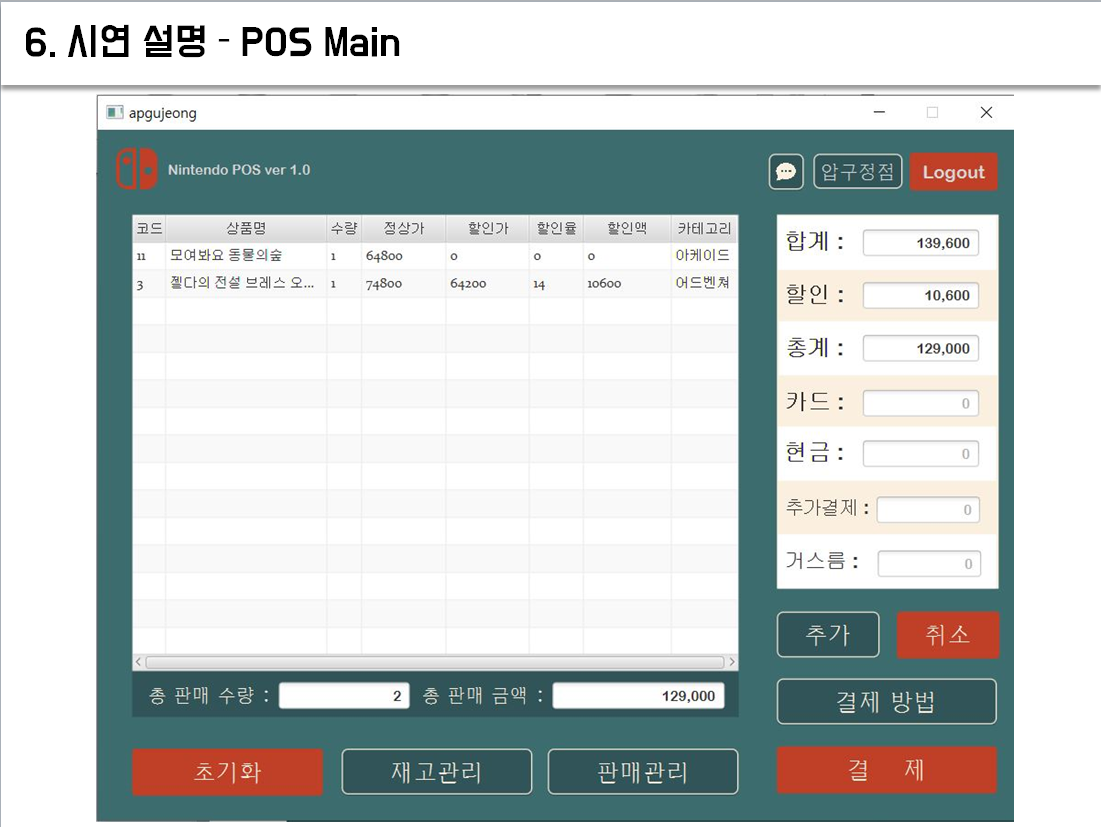 6. 시연 설명 - POS Main
apgujeong
Nintendo POS ver 1.0
압구정점
Logout
코드 상품명 수량 정상가 할인가 할인율 할인액 카테고리
11 모여봐요 동물의숲 1 64800 0 0 0 아케이드
3 젤다의 전설 브레스 오... 1 74800 64200 14 10600 어드벤쳐
합계 : 139,600
할인 : 10,600
총계 : 129,000
카드 : 0
현금 : 0
추가결제 : 0
거스름 : 0
추가 취소
총 판매 수량 : 2 총 판매 금액 : 129,000
결제 방법
초기화 재고관리 판매관리 결 제